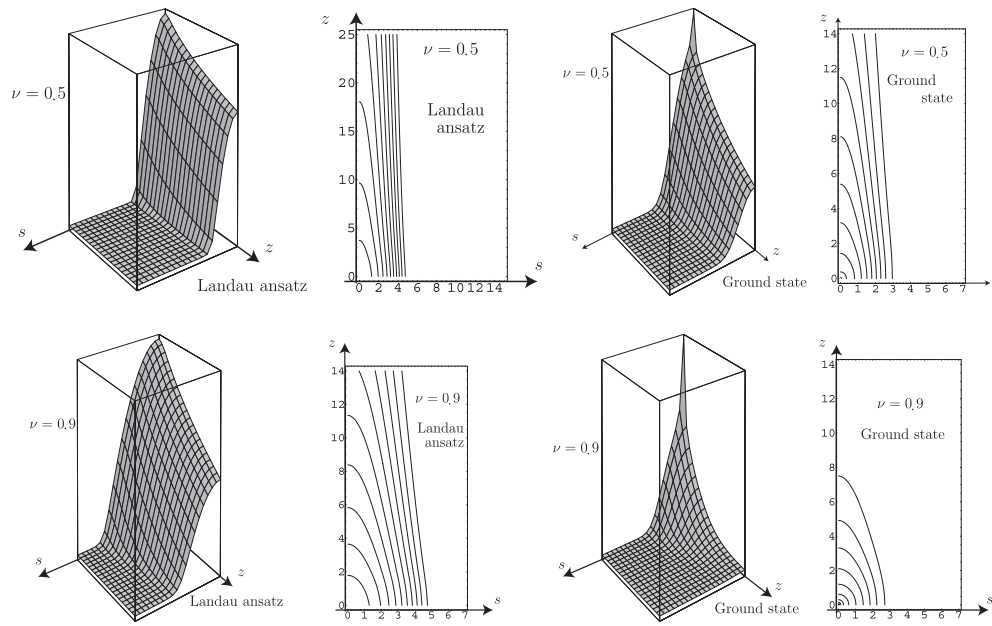 z
ν = 0.5
s
z
Landau ansatz
z
25
20
15
10
5
0
ν = 0.5
Landau
ansatz
s
0 2 4 6 8 10 12 14
ν = 0.5
s
z
Ground state
z
14
12
10
8
6
4
2
0
ν = 0.5
Ground
state
0 1 2 3 4 5 6 7
ν = 0.9
s
z
Landau ansatz
z
14
12
10
8
6
4
2
0
ν = 0.9
Landau
ansatz
s
0 1 2 3 4 5 6 7
ν = 0.9
s
z
Ground state
z
14
12
10
8
6
4
2
0
ν = 0.9
Ground state
s
0 1 2 3 4 5 6 7